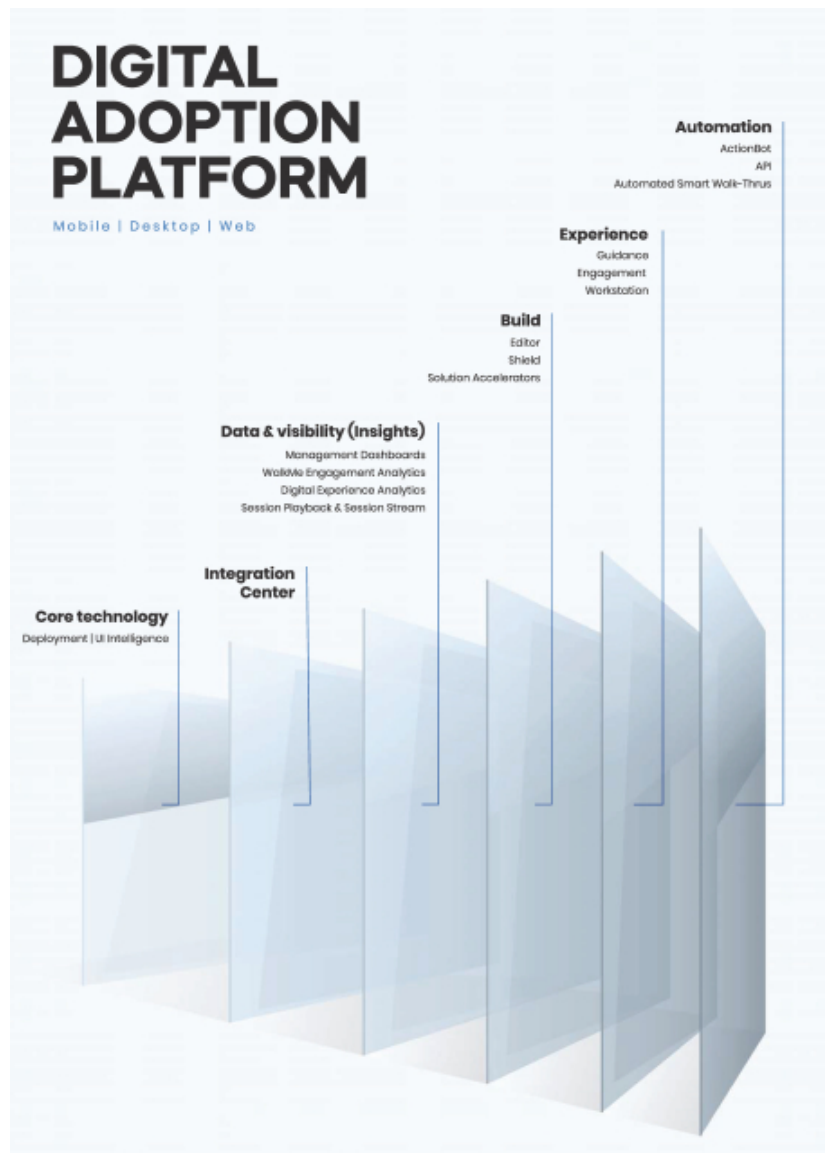 DIGITAL
ADOPTION
PLATFORM
Mobile | Desktop | Web
Automation
ActionBot
API
Automated Smart Walk-Thrus
Experience
Guidance
Engagement
Workstation
Build
Editor
Shield
Solution Accelerators
Data & visibility (Insights)
Management Dashboards
WalkMe Engagement Analytics
Digital Experience Analytics
Session Playback & Session Stream
Integration
Center
Core technology
Deployment | UI Intelligence